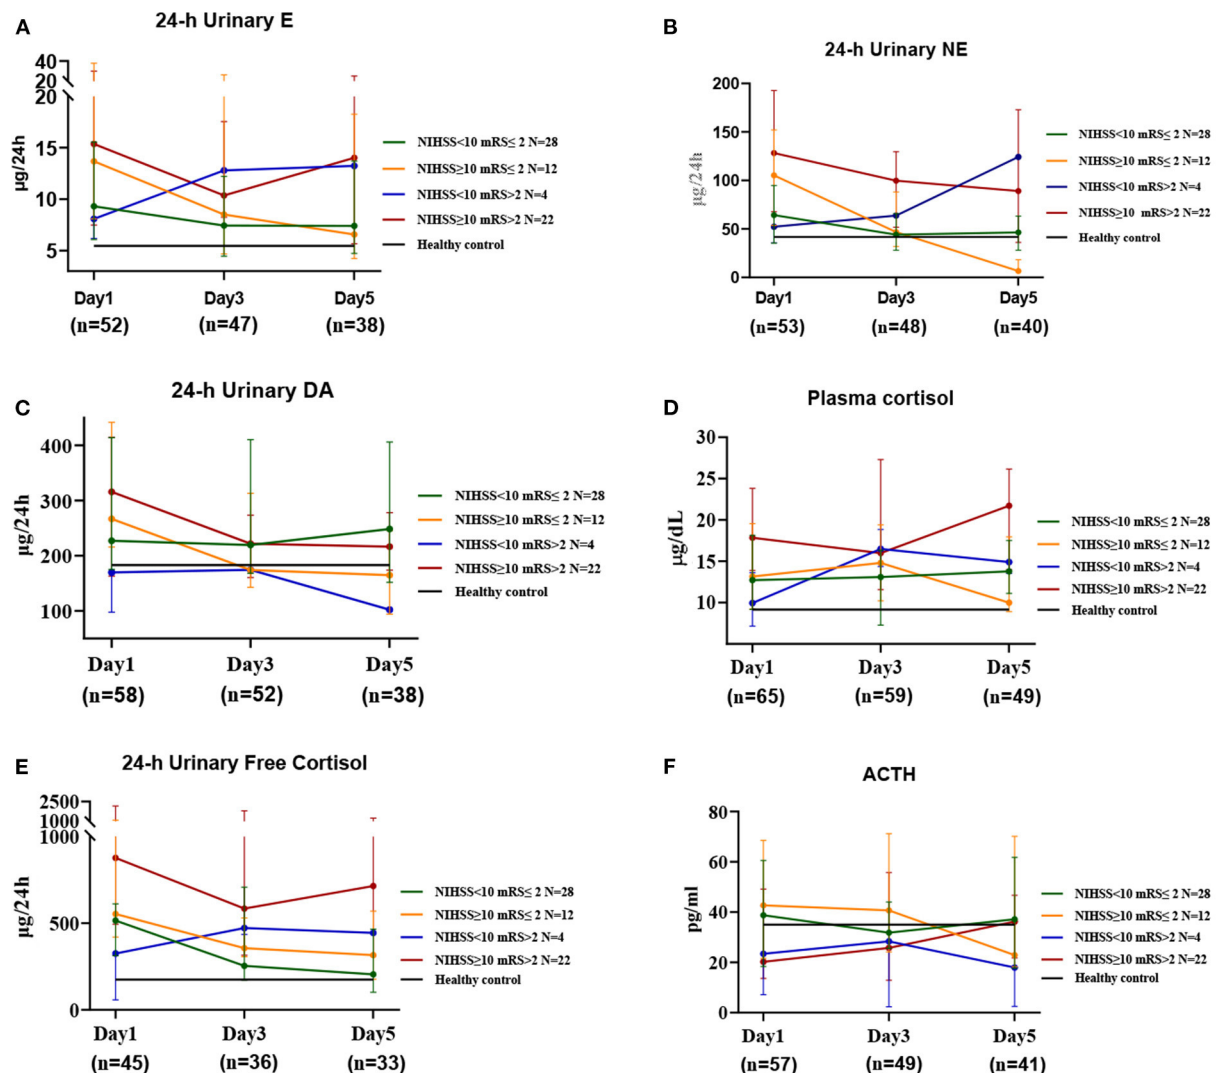 A
24-h Urinary E
40
20
20
15
10
5
µg/24h
Day1
Day3
Day5
(n=52)
(n=47)
(n=38)
NIHSS<10 mRS≤ 2 N=28
NIHSS≥10 mRS≤ 2 N=12
NIHSS<10 mRS>2 N=4
NIHSS≥10 mRS>2 N=22
Healthy control
B
24-h Urinary NE
200
150
100
50
0
µg/24h
Day1
Day3
Day5
(n=53)
(n=48)
(n=40)
NIHSS<10 mRS≤ 2 N=28
NIHSS≥10 mRS≤ 2 N=12
NIHSS<10 mRS>2 N=4
NIHSS≥10 mRS>2 N=22
Healthy control
C
24-h Urinary DA
400
300
200
100
µg/24h
Day1
Day3
Day5
(n=58)
(n=52)
(n=38)
NIHSS<10 mRS≤ 2 N=28
NIHSS≥10 mRS≤ 2 N=12
NIHSS<10 mRS>2 N=4
NIHSS≥10 mRS>2 N=22
Healthy control
D
Plasma cortisol
30
25
20
15
10
µg/dL
Day1
Day3
Day5
(n=65)
(n=59)
(n=49)
NIHSS<10 mRS≤ 2 N=28
NIHSS≥10 mRS≤ 2 N=12
NIHSS<10 mRS>2 N=4
NIHSS≥10 mRS>2 N=22
Healthy control
E
24-h Urinary Free Cortisol
2500
1000
1000
500
0
µg/24h
Day1
Day3
Day5
(n=45)
(n=36)
(n=33)
NIHSS<10 mRS≤ 2 N=28
NIHSS≥10 mRS≤ 2 N=12
NIHSS<10 mRS>2 N=4
NIHSS≥10 mRS>2 N=22
Healthy control
F
ACTH
80
60
40
20
0
pg/ml
Day1
Day3
Day5
(n=57)
(n=49)
(n=41)
NIHSS<10 mRS≤ 2 N=28
NIHSS≥10 mRS≤ 2 N=12
NIHSS<10 mRS>2 N=4
NIHSS≥10 mRS>2 N=22
Healthy control